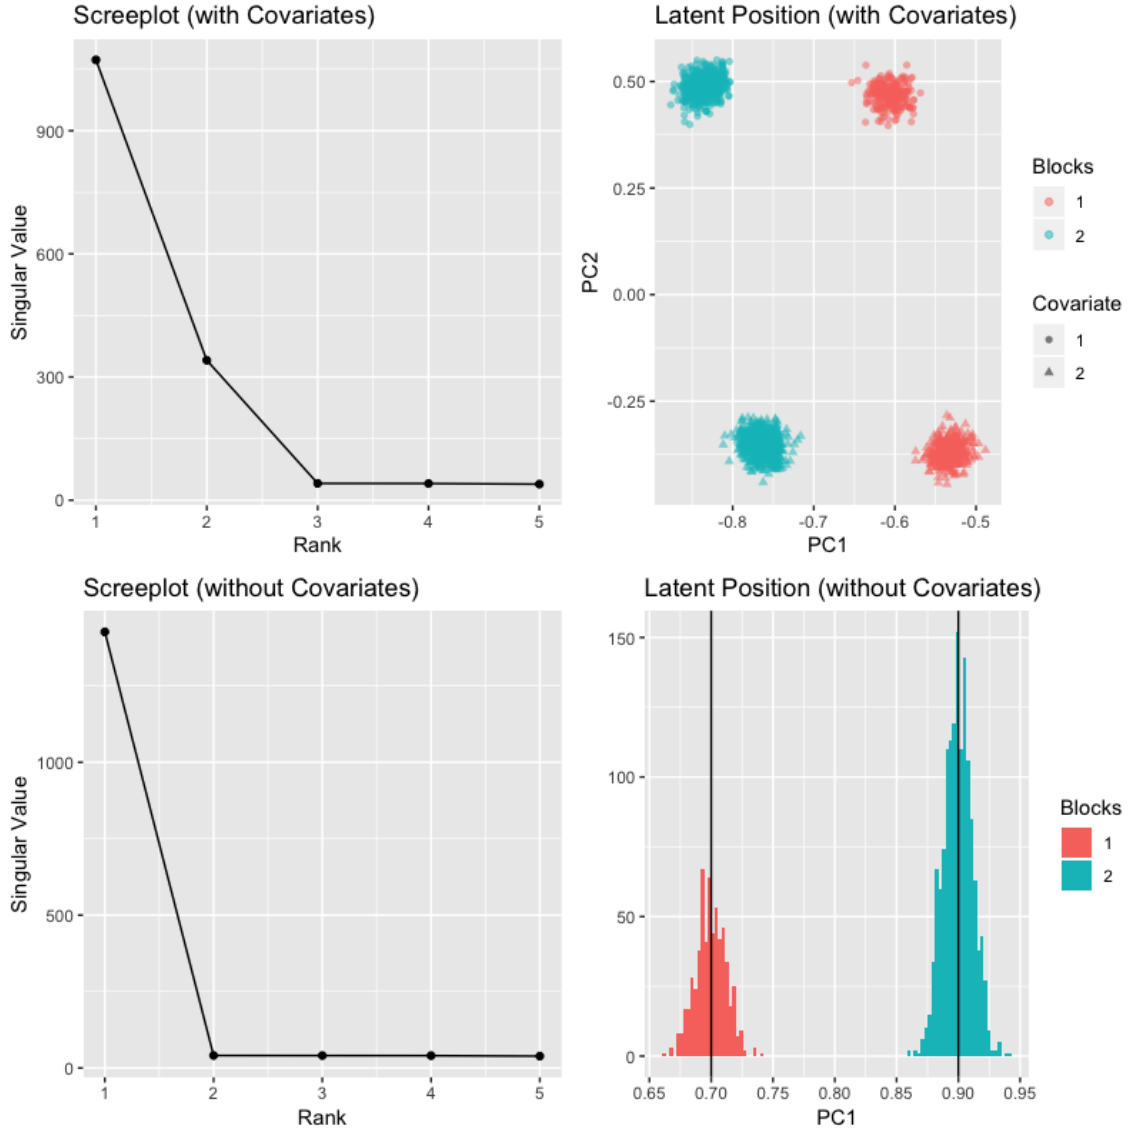 Screeplot (with Covariates)
900
600
300
0
Singular Value
1 2 3 4 5
Rank
Latent Position (with Covariates)
0.50
0.25
0.00
-0.25
PC2
-0.8 -0.7 -0.6 -0.5
PC1
Blocks
1
2
Covariate
1
2
Screeplot (without Covariates)
1000
500
0
Singular Value
1 2 3 4 5
Rank
Latent Position (without Covariates)
150
100
50
0
0.65 0.70 0.75 0.80 0.85 0.90 0.95
PC1
Blocks
1
2